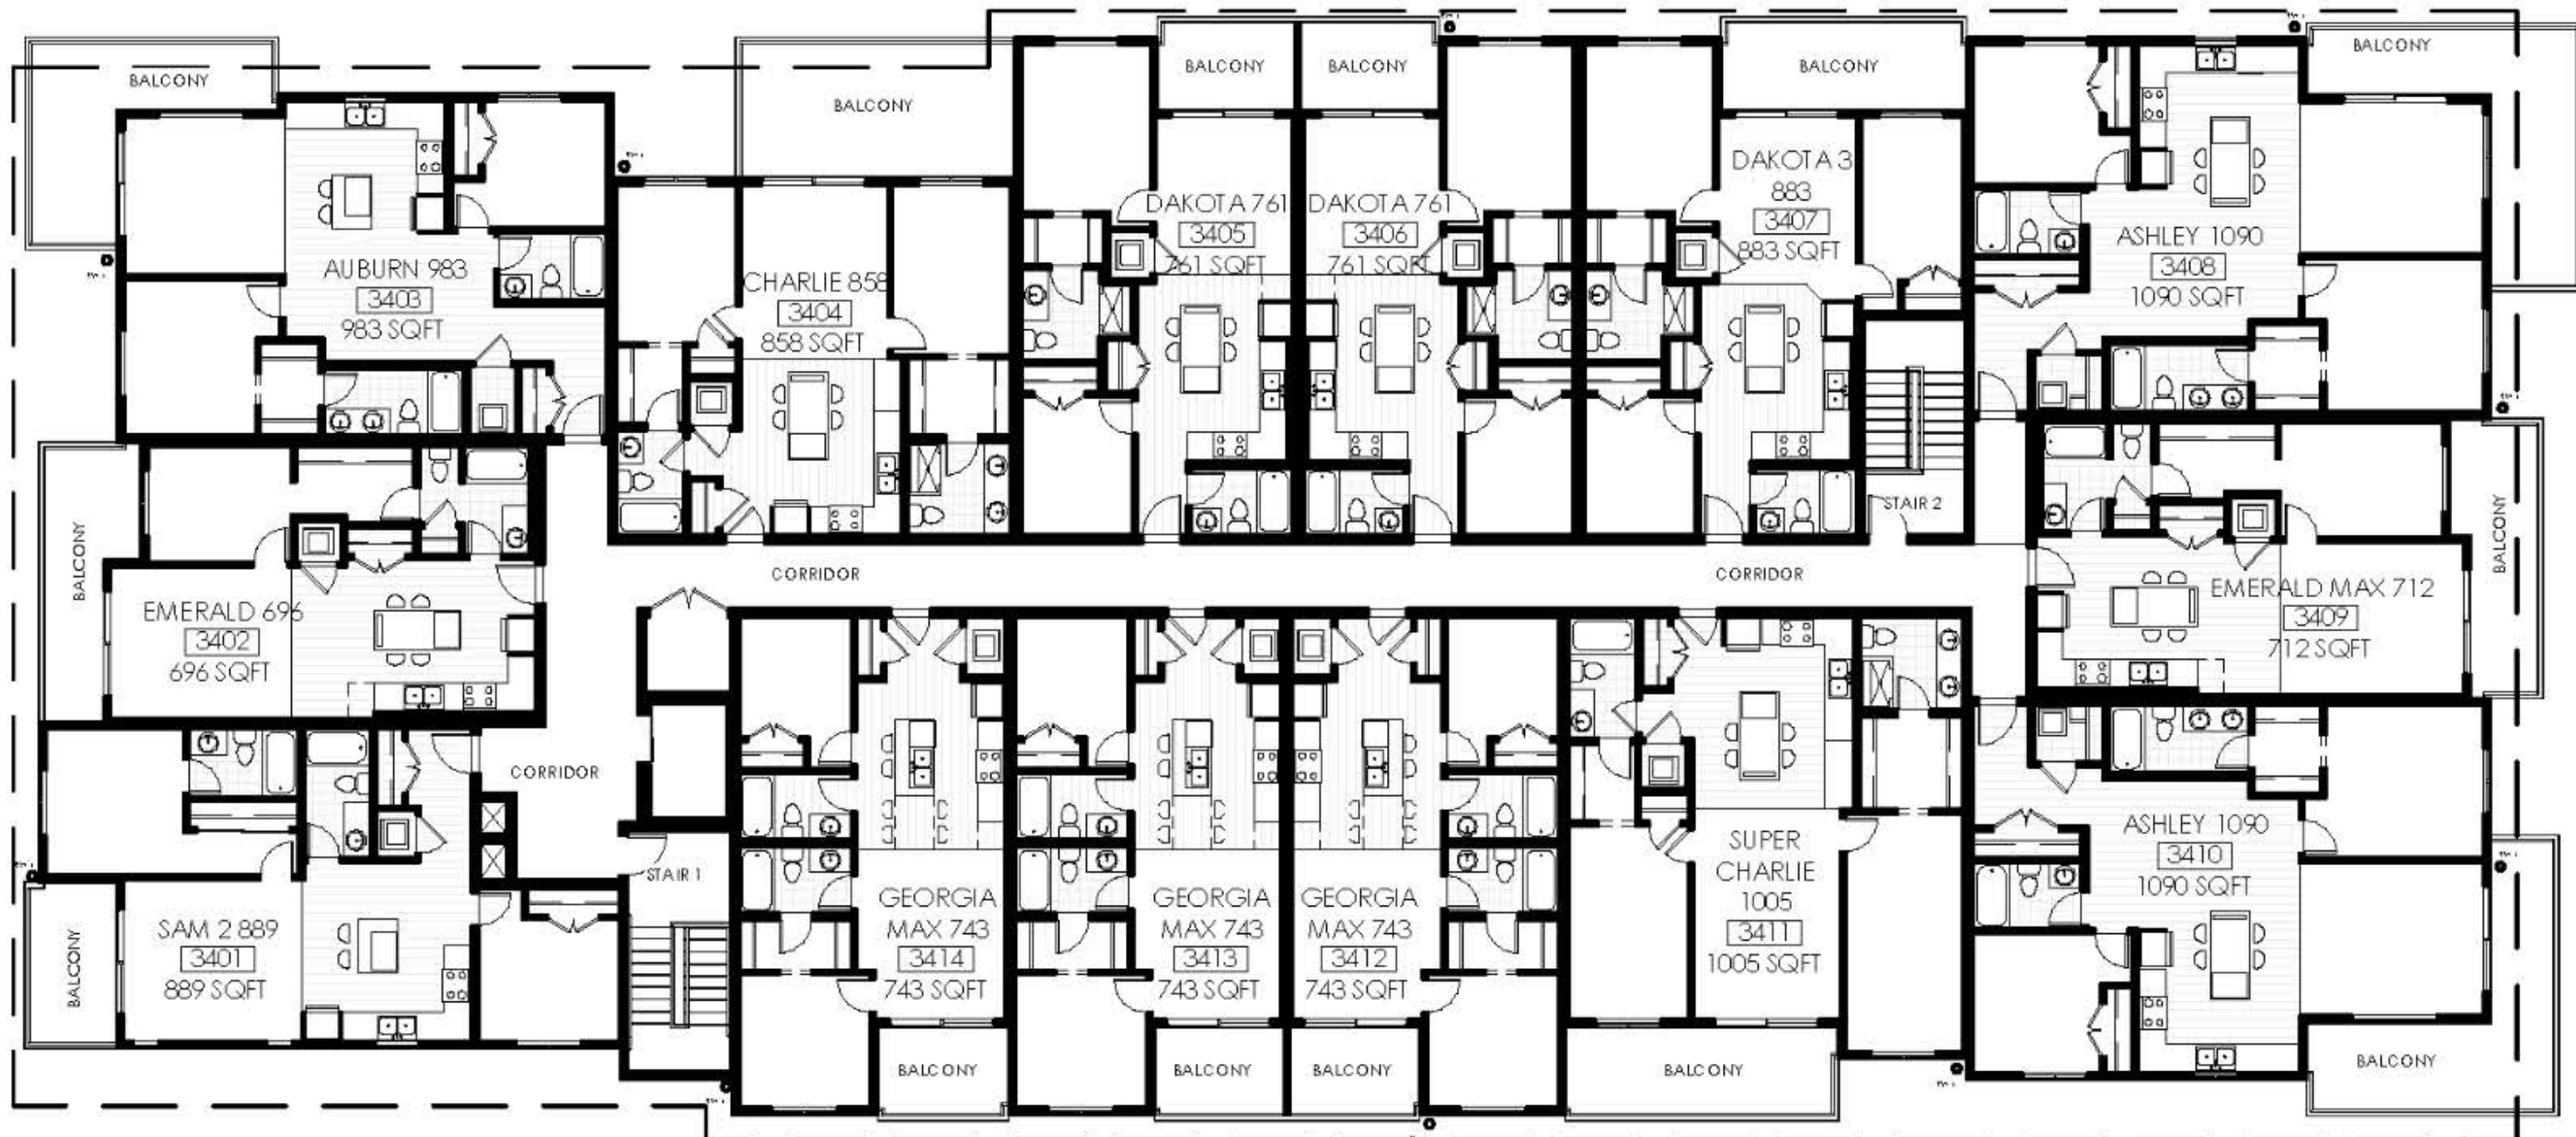 BALCONY
BALCONY
BALCONY
BALCONY
BALCONY
BALCONY
AUBURN 983
3403
983 SQFT
CHARLIE 858
3404
858 SQFT
DAKOTA 761
3405
761 SQFT
DAKOTA 761
3406
761 SQFT
DAKOTA 3
883
3407
883 SQFT
ASHLEY 1090
3408
1090 SQFT
STAIR 2
BALCONY
EMERALD 696
3402
696 SQFT
CORRIDOR
CORRIDOR
EMERALD MAX 712
3409
712 SQFT
BALCONY
CORRIDOR
STAIR 1
BALCONY
SAM 2 889
3401
889 SQFT
GEORGIA
MAX 743
3414
743 SQFT
GEORGIA
MAX 743
3413
743 SQFT
GEORGIA
MAX 743
3412
743 SQFT
SUPER
CHARLIE
1005
3411
1005 SQFT
ASHLEY 1090
3410
1090 SQFT
BALCONY
BALCONY
BALCONY
BALCONY
BALCONY